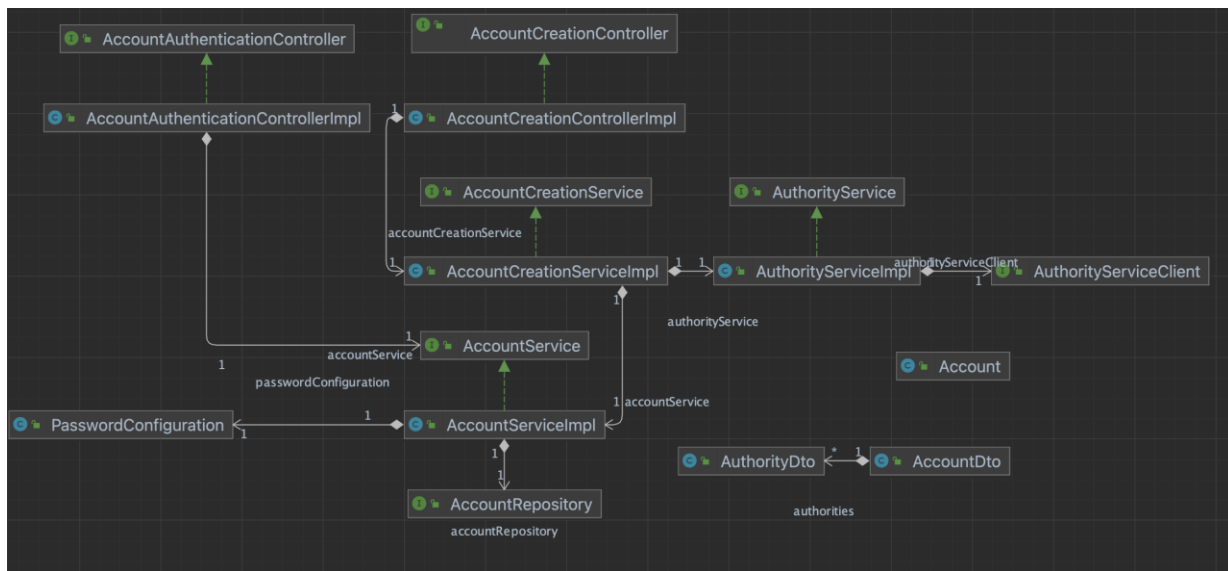 AccountAuthenticationController
AccountCreationController
AccountAuthenticationControllerImpl
1
AccountCreationControllerImpl
AccountCreationService
AuthorityService
accountCreationService
1
AccountCreationServiceImpl
1
1
AuthorityServiceImpl
1
authorityServiceClient
1
AuthorityServiceClient
1
authorityService
1
AccountService
accountService
1
Account
passwordConfiguration
1
accountService
PasswordConfiguration
1
1
AccountServiceImpl
1
AuthorityDto
*
1
AccountDto
1
AccountRepository
authorities
accountRepository